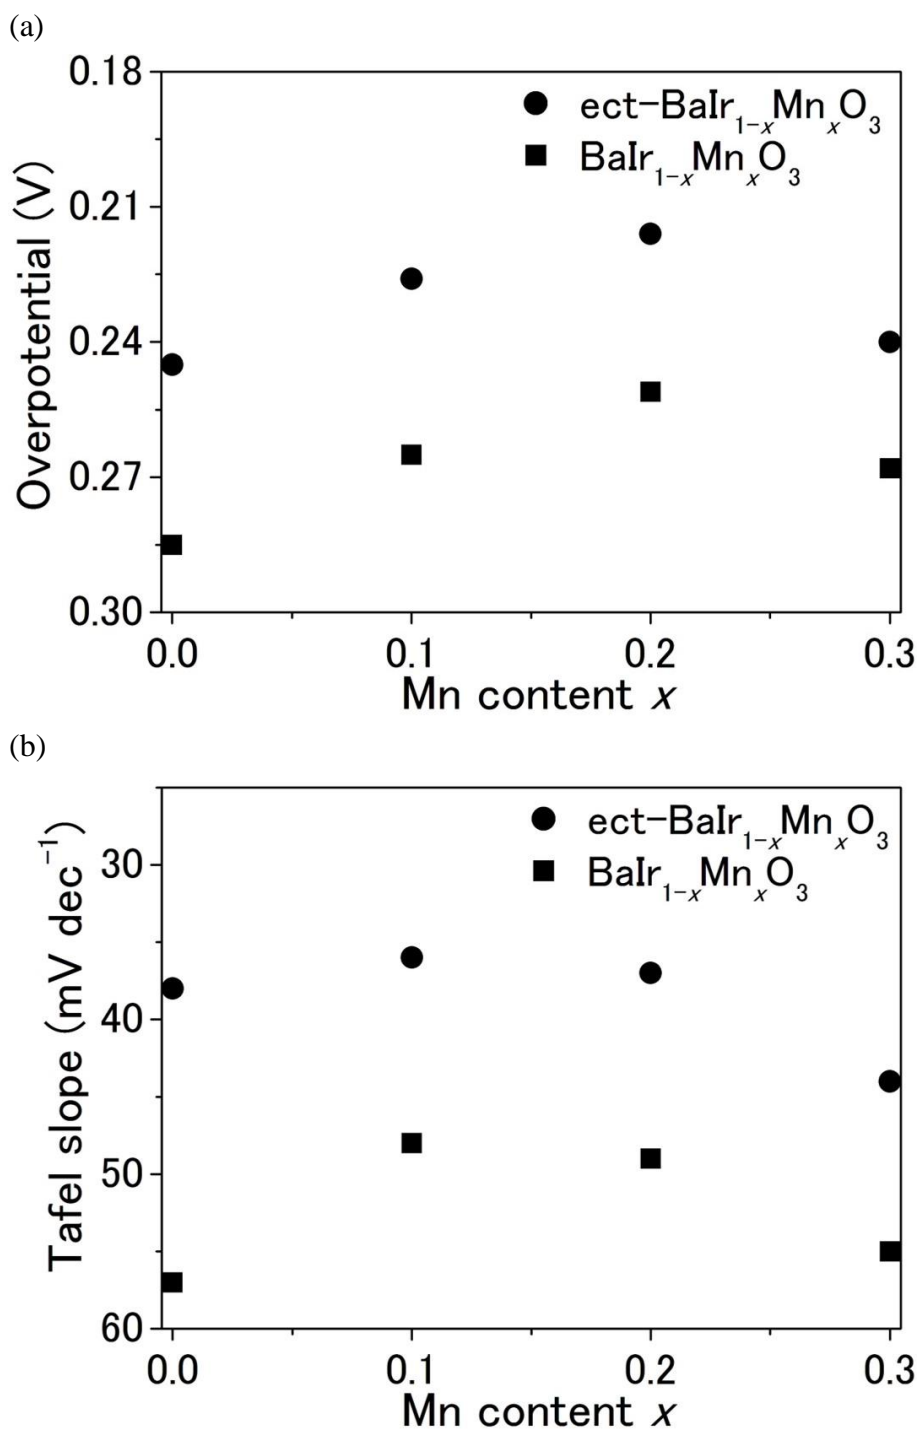 (a)
0.18
ect-BaIr1-xMnxO3
BaIr1-xMnxO3
0.21
0.24
0.27
0.30
Overpotential (V)
0.0 0.1 0.2 0.3
Mn content x
(b)
ect-BaIr1-xMnxO3
30
BaIr1-xMnxO3
40
50
60
Tafel slope (mV dec−1)
0.0 0.1 0.2 0.3
Mn content x